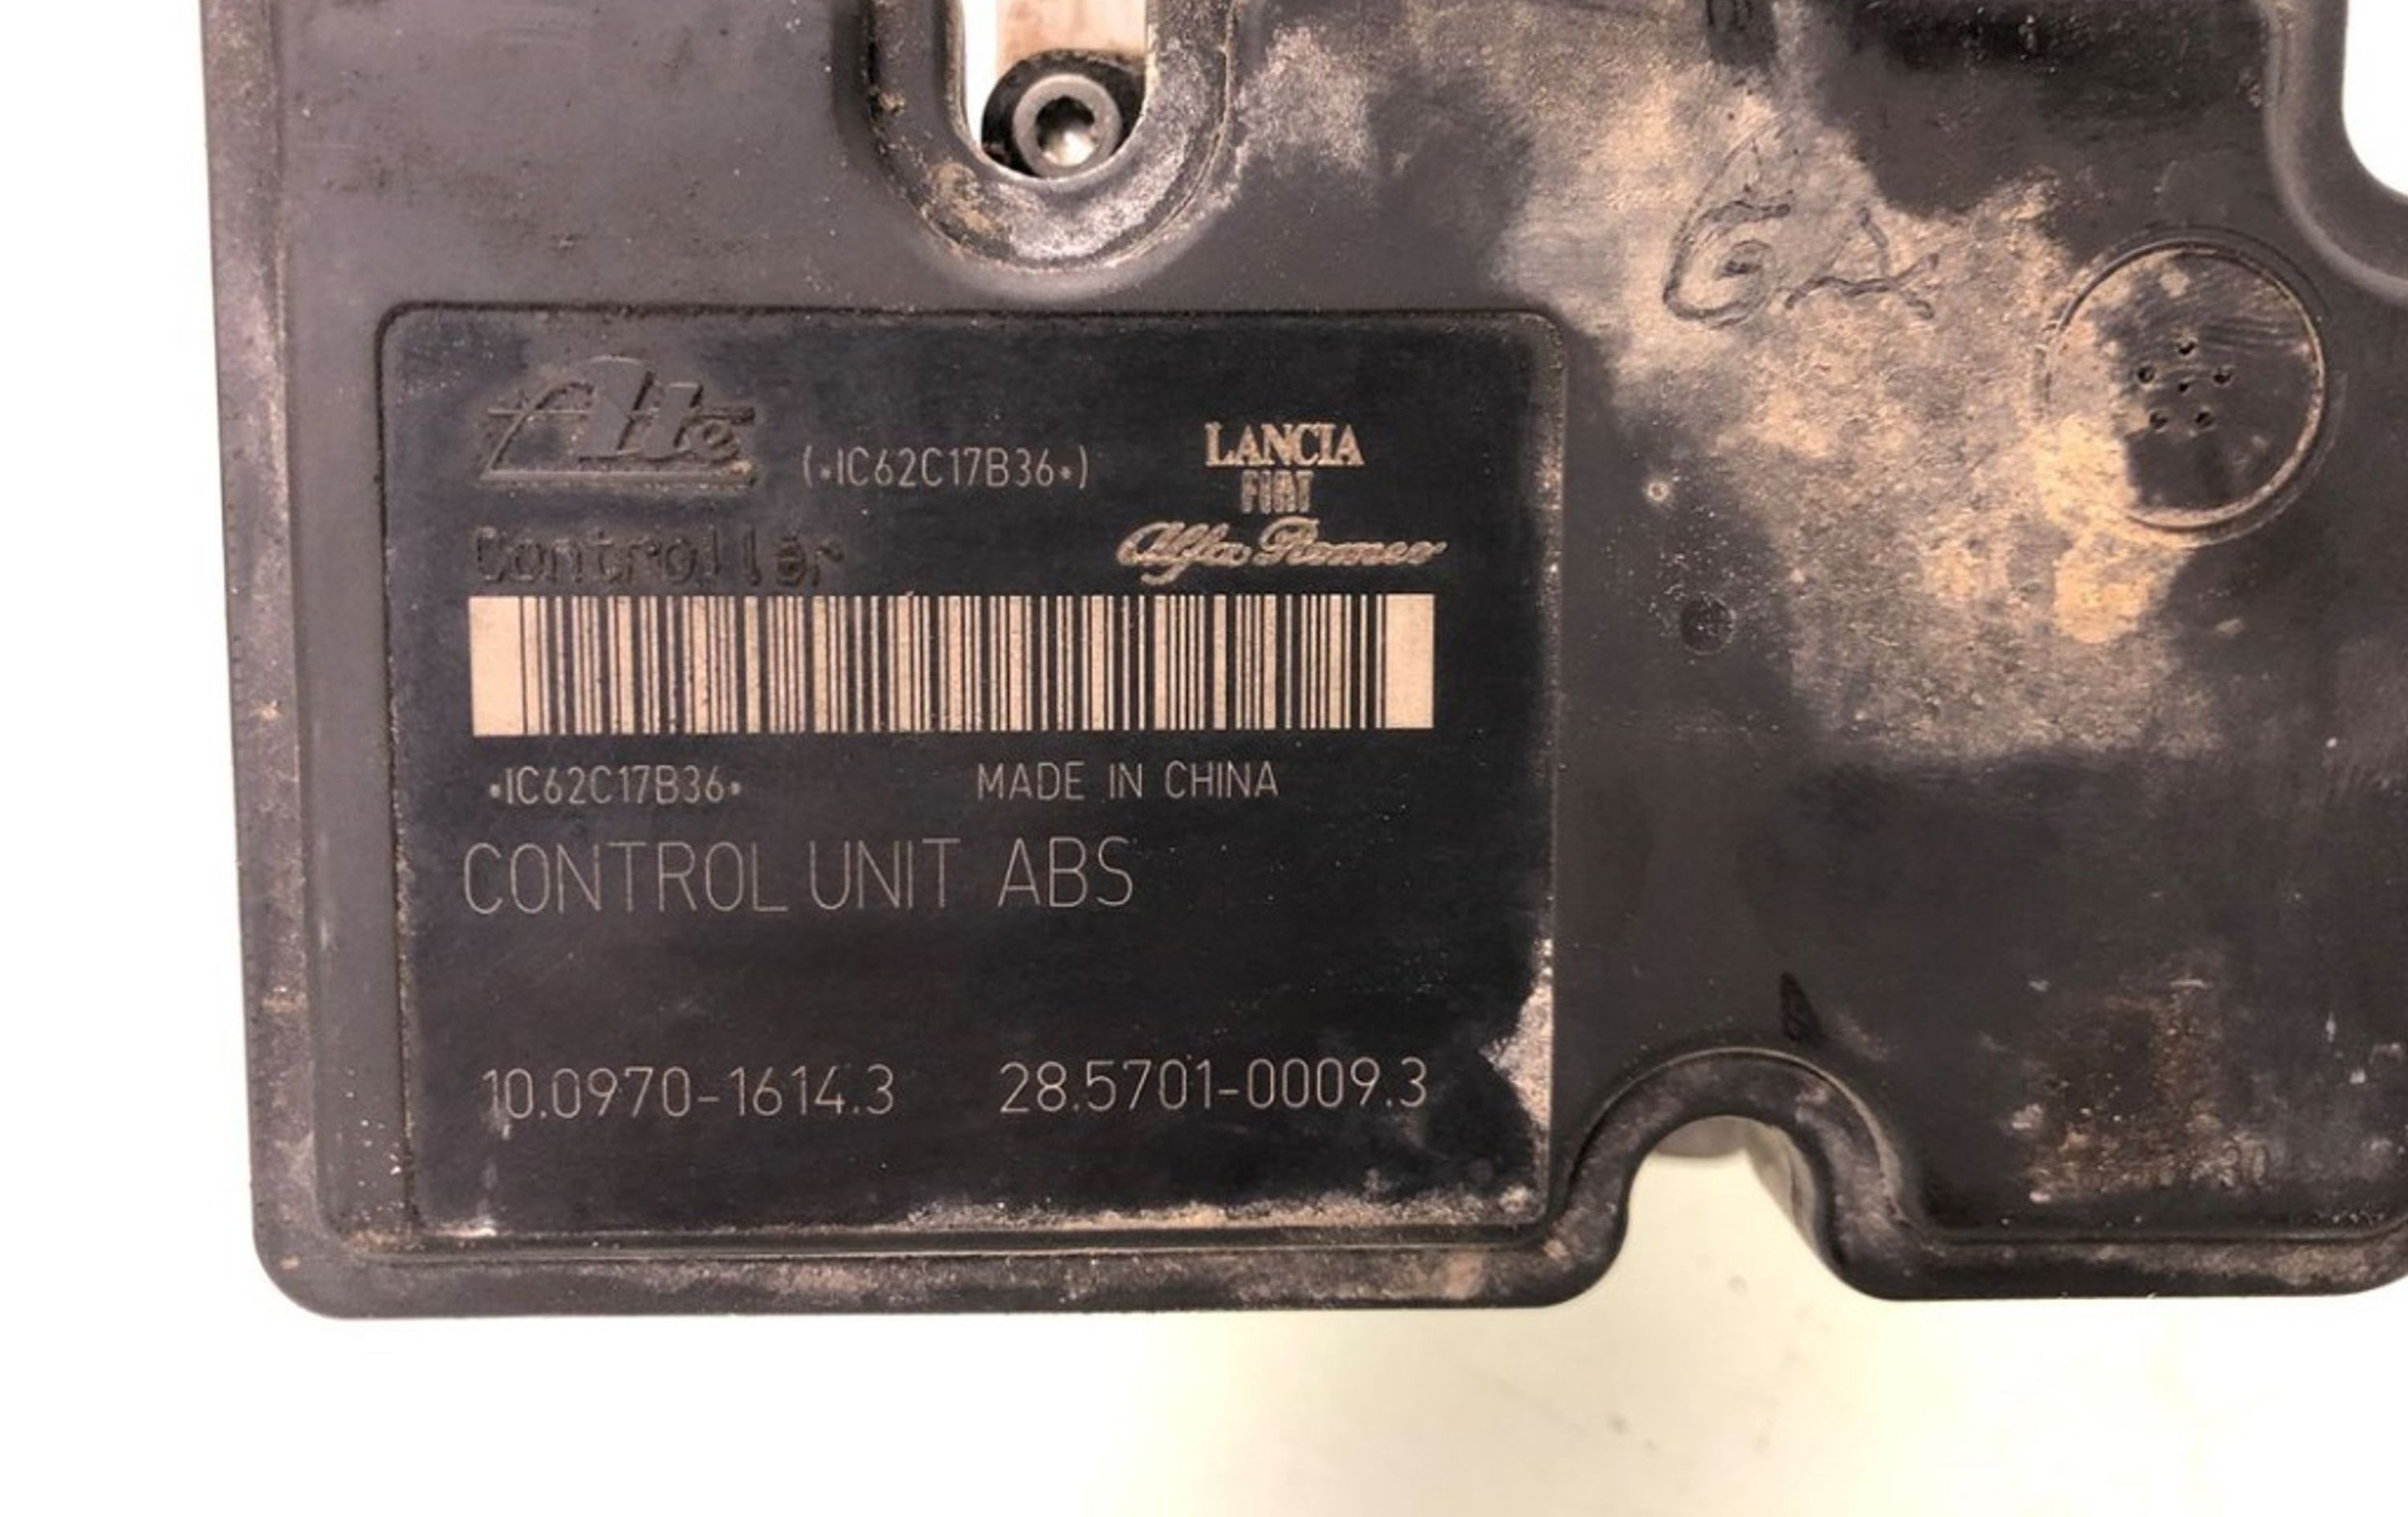 GA
Ate (•IC62C17B36•)
LANCIA
FIAT
Alfa Romeo
Controller
•IC62C17B36•
MADE IN CHINA
CONTROL UNIT ABS
10.0970-1614.3 28.5701-0009.3